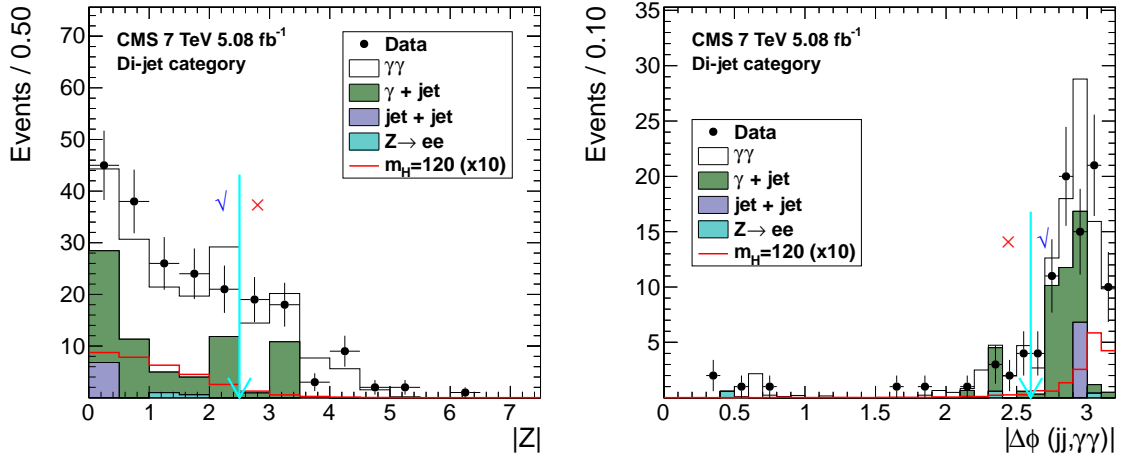 CMS 7 TeV 5.08 fb⁻¹
Di-jet category
Data
γγ
γ + jet
jet + jet
Z→ ee
m_H=120 (x10)
√ ×
Events / 0.50
70
60
50
40
30
20
10
0
0 1 2 3 4 5 6 7
|Z|
CMS 7 TeV 5.08 fb⁻¹
Di-jet category
Data
γγ
γ + jet
jet + jet
Z→ ee
m_H=120 (x10)
× √
Events / 0.10
35
30
25
20
15
10
5
0
0 0.5 1 1.5 2 2.5 3
|Δϕ (jj,γγ)|